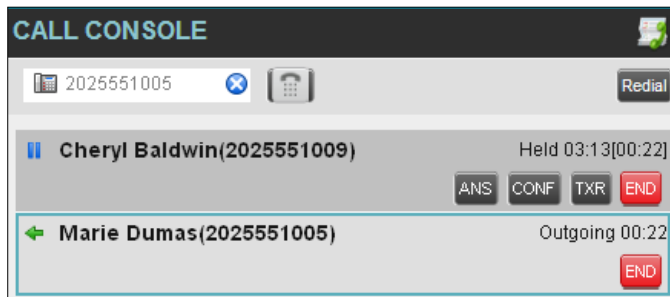 CALL CONSOLE
2025551005 Redial
Cheryl Baldwin(2025551009) Held 03:13[00:22]
ANS CONF TXR END
Marie Dumas(2025551005) Outgoing 00:22
END